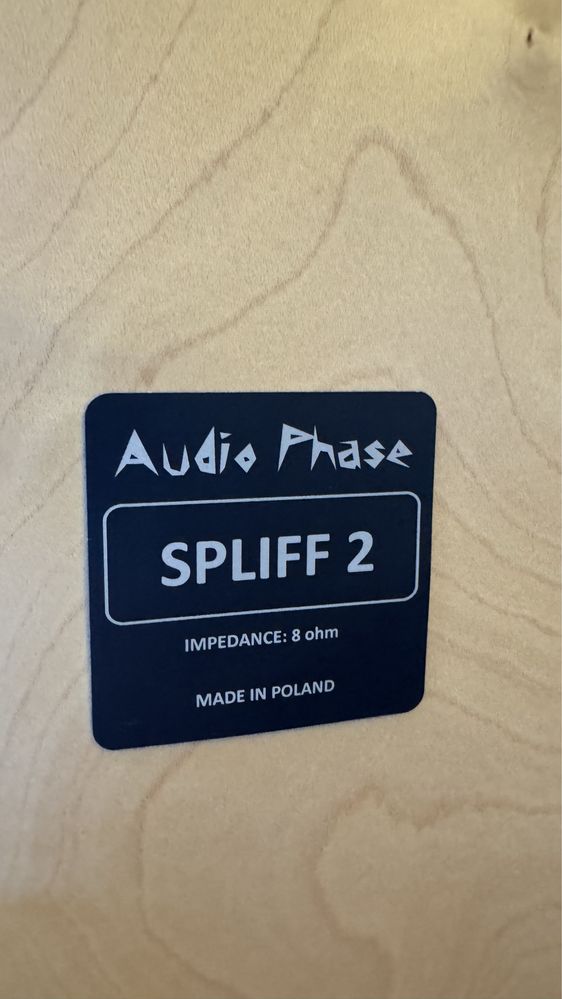 Audio Phase
SPLIFF 2
IMPEDANCE: 8 ohm
MADE IN POLAND